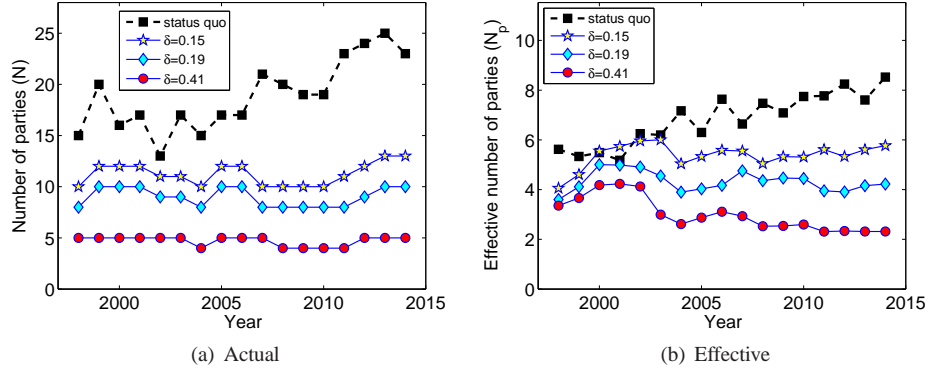 status quo
δ=0.15
δ=0.19
δ=0.41
Number of parties (N)
0
5
10
15
20
25
2000
2005
2010
2015
Year
(a) Actual
status quo
δ=0.15
δ=0.19
δ=0.41
Effective number of parties (Np)
0
2
4
6
8
10
2000
2005
2010
2015
Year
(b) Effective